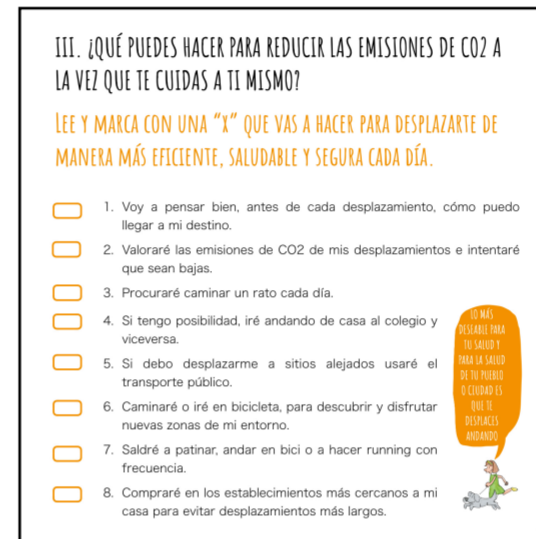 III. ¿QUÉ PUEDES HACER PARA REDUCIR LAS EMISIONES DE CO2 A
LA VEZ QUE TE CUIDAS A TI MISMO?
LEE Y MARCA CON UNA "X" QUE VAS A HACER PARA DESPLAZARTE DE
MANERA MÁS EFICIENTE, SALUDABLE Y SEGURA CADA DÍA.
1. Voy a pensar bien, antes de cada desplazamiento, cómo puedo
llegar a mi destino.
2. Valoraré las emisiones de CO2 de mis desplazamientos e intentaré
que sean bajas.
3. Procuraré caminar un rato cada día.
4. Si tengo posibilidad, iré andando de casa al colegio y
viceversa.
5. Si debo desplazarme a sitios alejados usaré el
transporte público.
6. Caminaré o iré en bicicleta, para descubrir y disfrutar
nuevas zonas de mi entorno.
7. Saldré a patinar, andar en bici o a hacer running con
frecuencia.
8. Compraré en los establecimientos más cercanos a mi
casa para evitar desplazamientos más largos.
LO MÁS
DESEABLE PARA
TU SALUD Y
PARA LA SALUD
DE TU PUEBLO
O CIUDAD ES
QUE TE
DESPLACES
ANDANDO